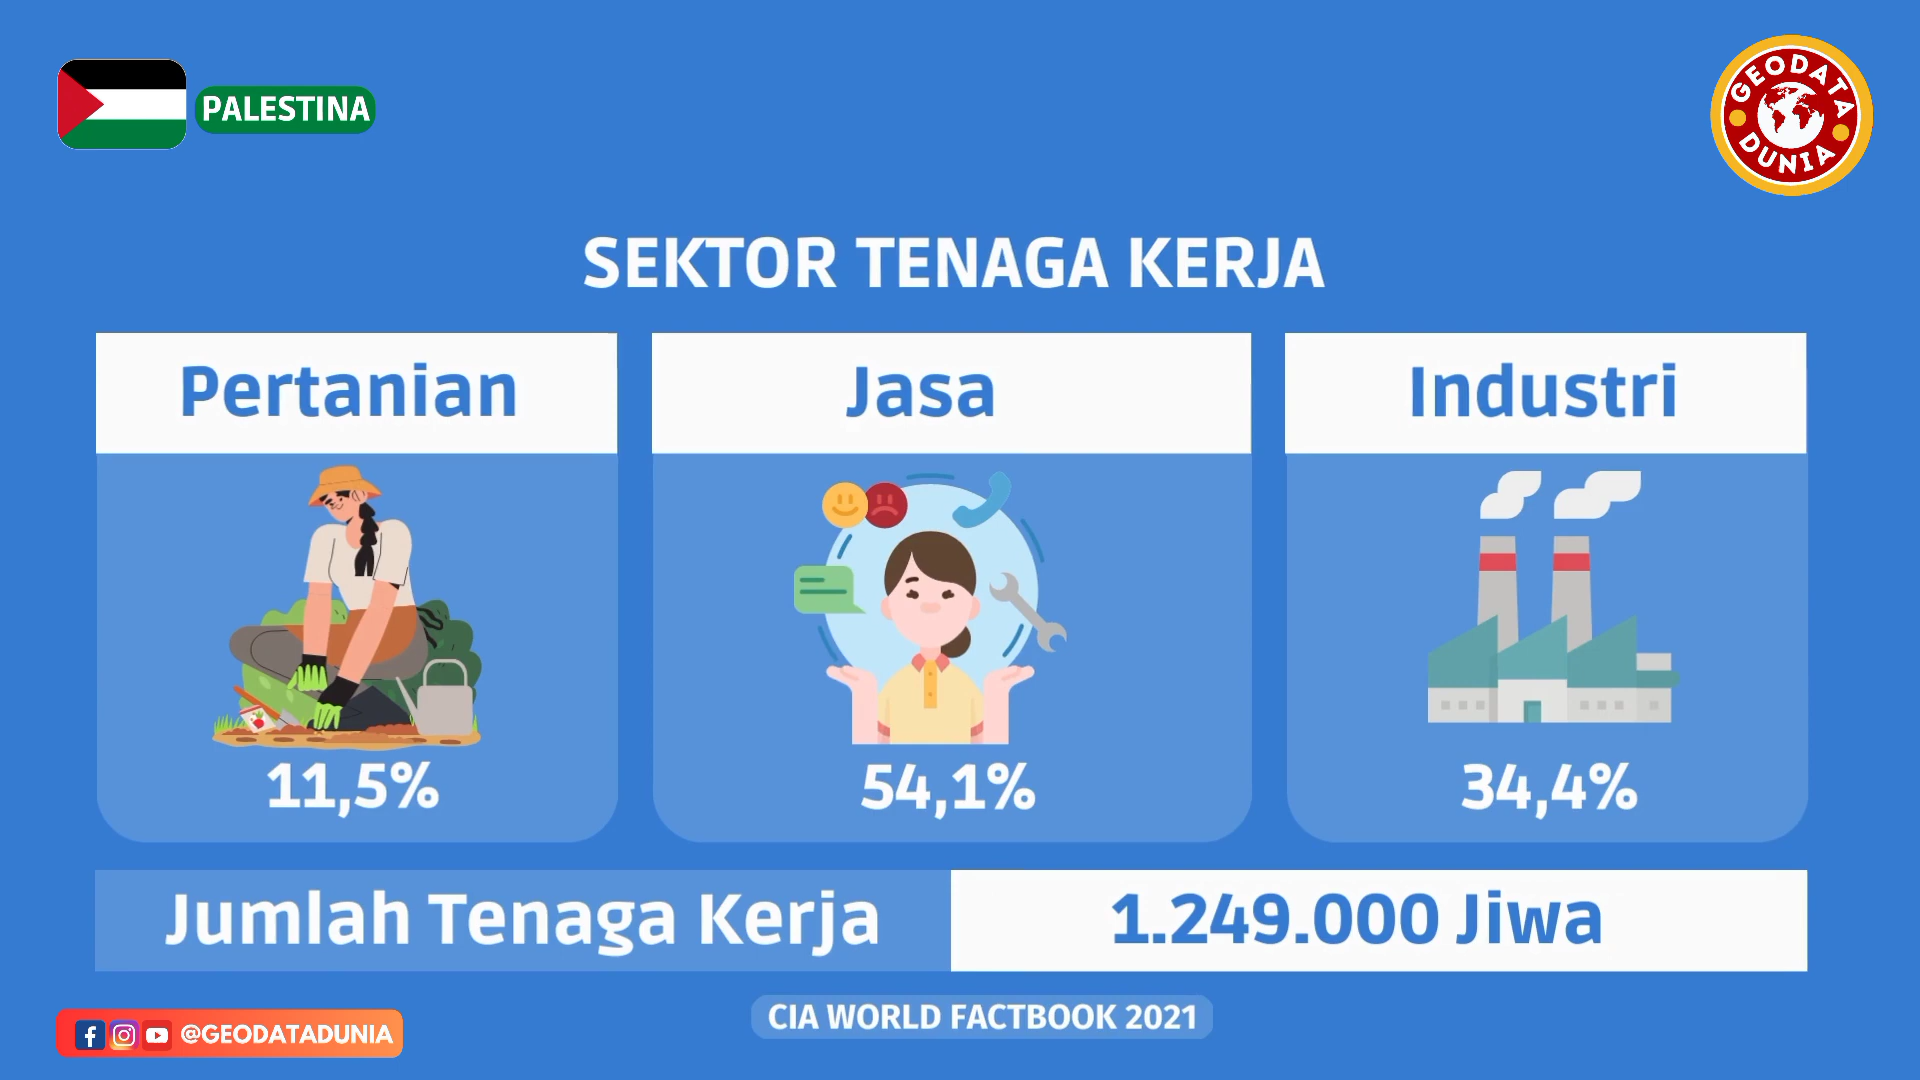 PALESTINA
GEODATA
DUNIA
SEKTOR TENAGA KERJA
Pertanian
Jasa
Industri
11,5%
54,1%
34,4%
Jumlah Tenaga Kerja
1.249.000 Jiwa
CIA WORLD FACTBOOK 2021
@GEODATADUNIA